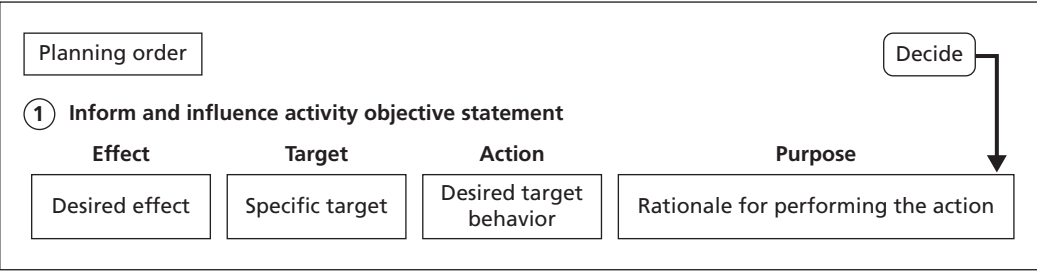 Planning order
Decide
1 Inform and influence activity objective statement
Effect Target Action Purpose
Desired effect
Specific target
Desired target
behavior
Rationale for performing the action